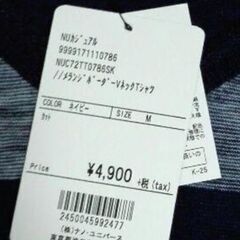 NUカジュアル
9999171110786
NUC72TT0786SK
//メランジボーダーVネックTシャツ
COLOR ネイビー SIZE M
Price ¥4,900 +税(tax)
2450045992477
(株)ナノ・ユニバース
K-25